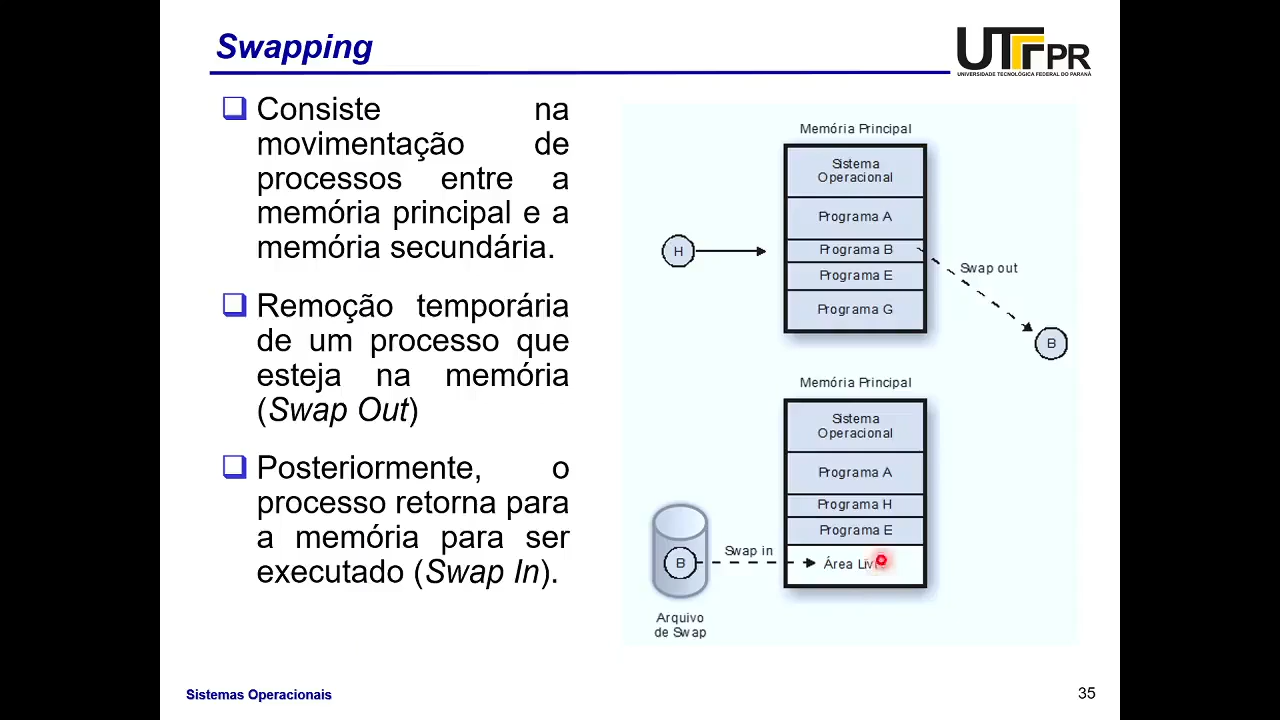 Swapping
UTFPR
UNIVERSIDADE TECNOLÓGICA FEDERAL DO PARANÁ
Consiste na
movimentação de
processos entre a
memória principal e a
memória secundária.
Remoção temporária
de um processo que
esteja na memória
(Swap Out)
Posteriormente, o
processo retorna para
a memória para ser
executado (Swap In).
Memória Principal
Sistema
Operacional
Programa A
H
Programa B
Programa E
Programa G
Swap out
B
Memória Principal
Sistema
Operacional
Programa A
Programa H
Programa E
Área
B
Swap in
Arquivo
de Swap
Sistemas Operacionais
35